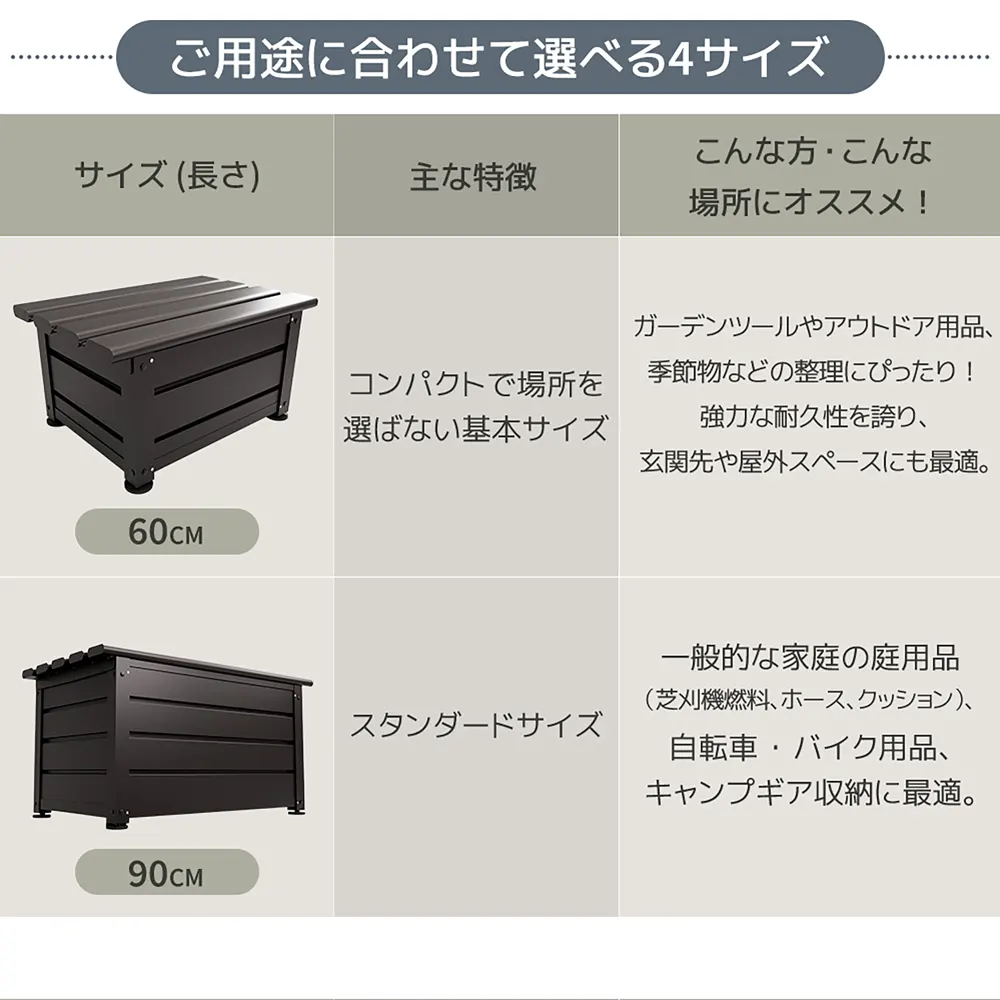 ご用途に合わせて選べる4サイズ
サイズ (長さ)
主な特徴
こんな方・こんな
場所にオススメ！
コンパクトで場所を
選ばない基本サイズ
ガーデンツールやアウトドア用品、
季節物などの整理にぴったり！
強力な耐久性を誇り、
玄関先や屋外スペースにも最適。
60CM
スタンダードサイズ
一般的な家庭の庭用品
（芝刈機燃料、ホース、クッション）、
自転車・バイク用品、
キャンプギア収納に最適。
90CM